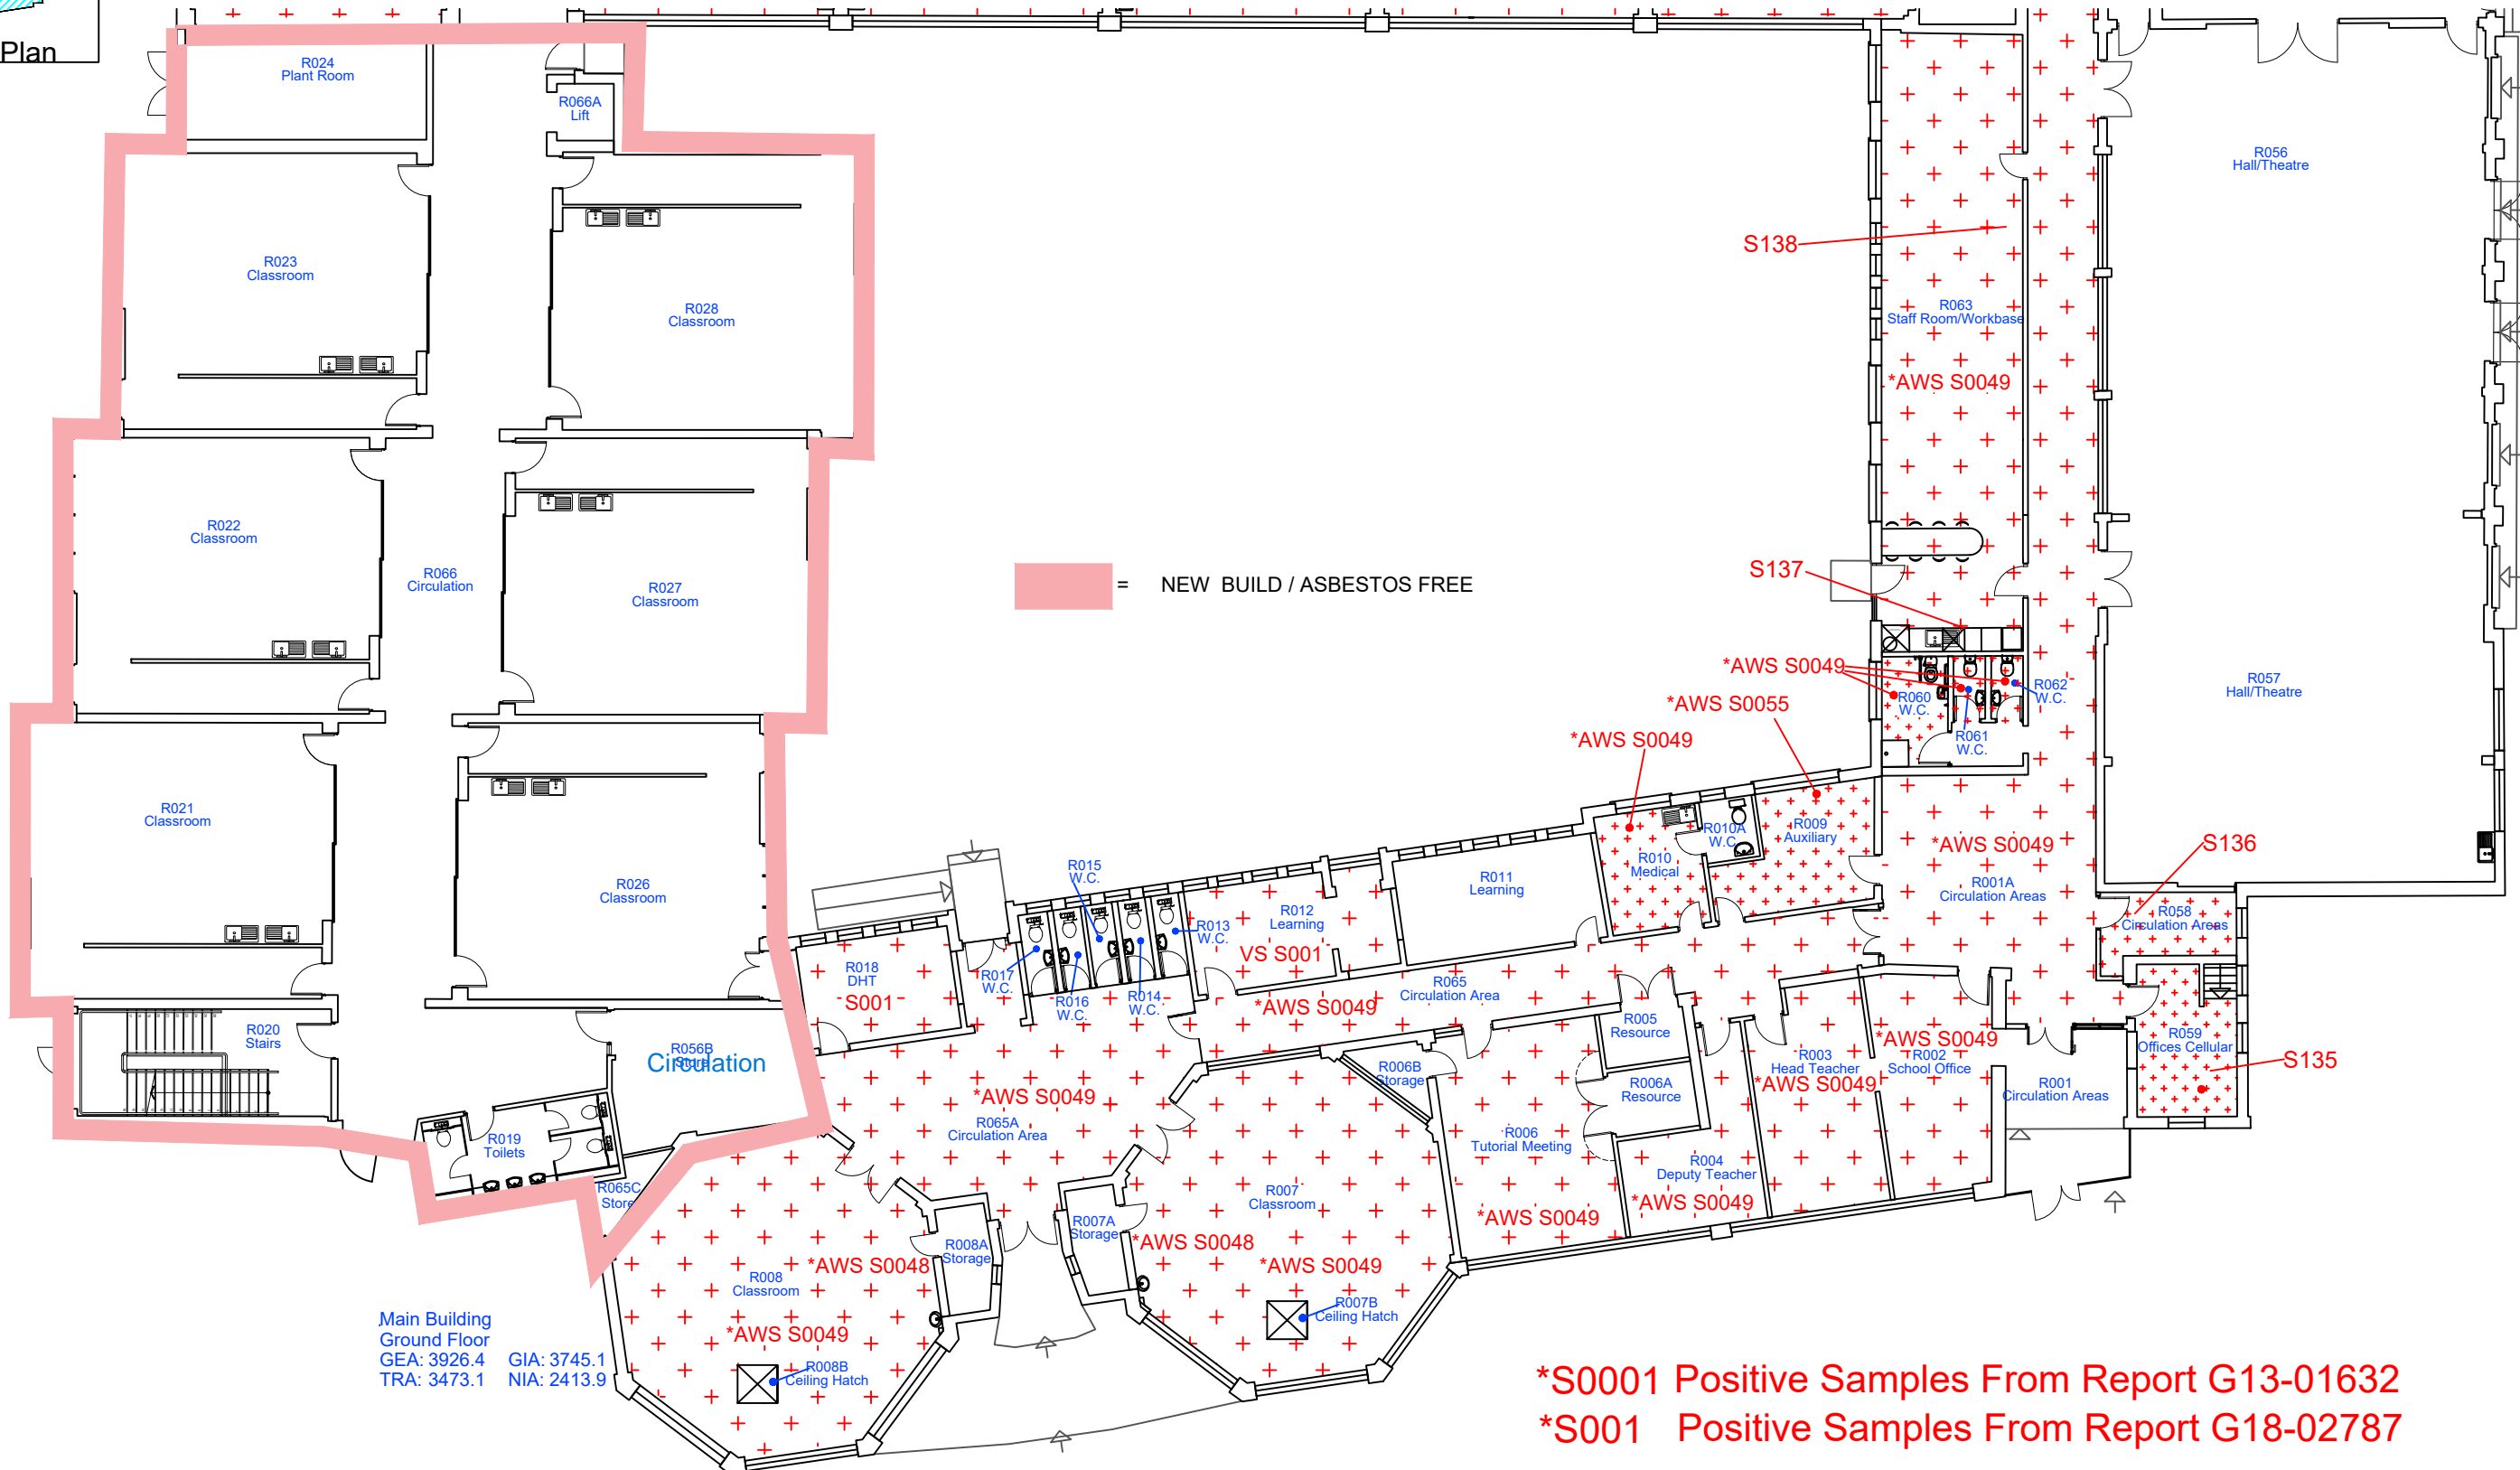 Plan
R024
Plant Room
R066A
Lift
R023
Classroom
R028
Classroom
R022
Classroom
R066
Circulation
R027
Classroom
R021
Classroom
R026
Classroom
R020
Stairs
R056B
Store
Circulation
R019
Toilets
R065C
Store
= NEW BUILD / ASBESTOS FREE
R056
Hall/Theatre
S138
R063
Staff Room/Workbase
*AWS S0049
S137
*AWS S0049
R060
W.C.
R061
W.C.
R062
W.C.
R057
Hall/Theatre
*AWS S0055
*AWS S0049
R010
Medical
R010A
W.C.
R009
Auxiliary
*AWS S0049
R001A
Circulation Areas
S136
R058
Circulation Areas
R059
Offices Cellular
S135
R015
W.C.
R013
W.C.
R017
W.C.
R016
W.C.
R014
W.C.
R012
Learning
VS S001
R011
Learning
R018
DHT
S001
R065
Circulation Area
*AWS S0049
R005
Resource
R006A
Resource
R006B
Storage
R003
Head Teacher
*AWS S0049
*AWS S0049
R002
School Office
R001
Circulation Areas
*AWS S0049
R065A
Circulation Area
R006
Tutorial Meeting
*AWS S0049
R004
Deputy Teacher
*AWS S0049
R007
Classroom
*AWS S0048
*AWS S0049
R007A
Storage
R007B
Ceiling Hatch
R008A
Storage
*AWS S0048
R008
Classroom
*AWS S0049
R008B
Ceiling Hatch
Main Building
Ground Floor
GEA: 3926.4 GIA: 3745.1
TRA: 3473.1 NIA: 2413.9
*S0001 Positive Samples From Report G13-01632
*S001 Positive Samples From Report G18-02787